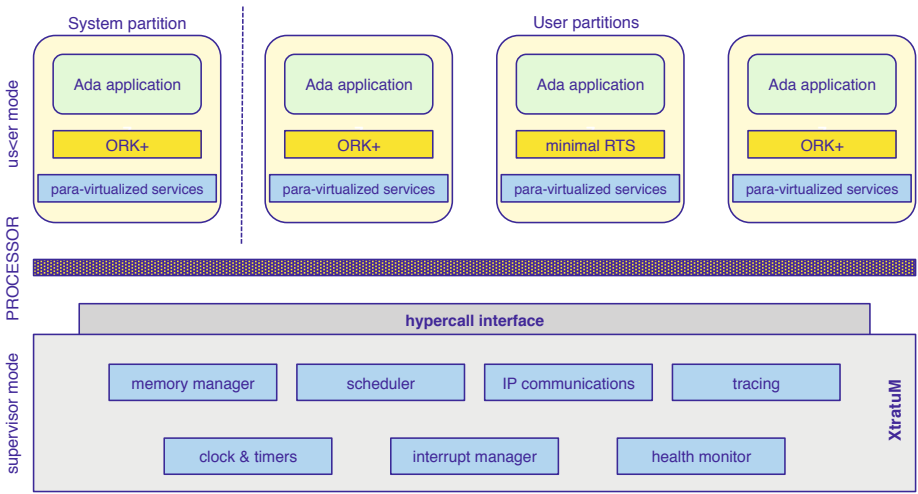 System partition
User partitions
Ada application
Ada application
Ada application
Ada application
us<er mode
ORK+
ORK+
minimal RTS
ORK+
para-virtualized services
para-virtualized services
para-virtualized services
para-virtualized services
PROCESSOR
hypercall interface
supervisor mode
memory manager
scheduler
IP communications
tracing
XtratuM
clock & timers
interrupt manager
health monitor